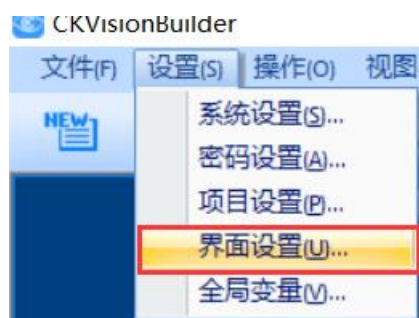 CKVisionBuilder
文件(F) 设置(S) 操作(O) 视图
NEW
系统设置(S)...
密码设置(A)...
项目设置(P)...
界面设置(U)...
全局变量(V)...